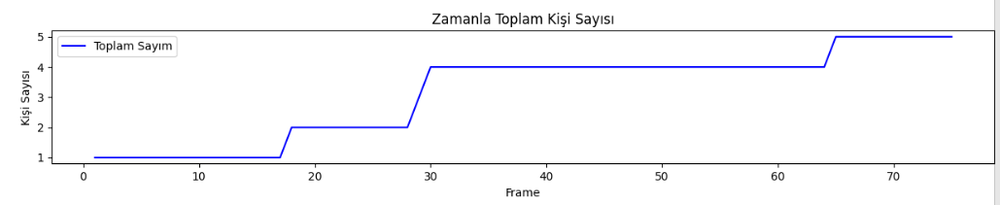 Zamanla Toplam Kişi Sayısı
Toplam Sayım
Kişi Sayısı
5
4
3
2
1
0 10 20 30 40 50 60 70
Frame